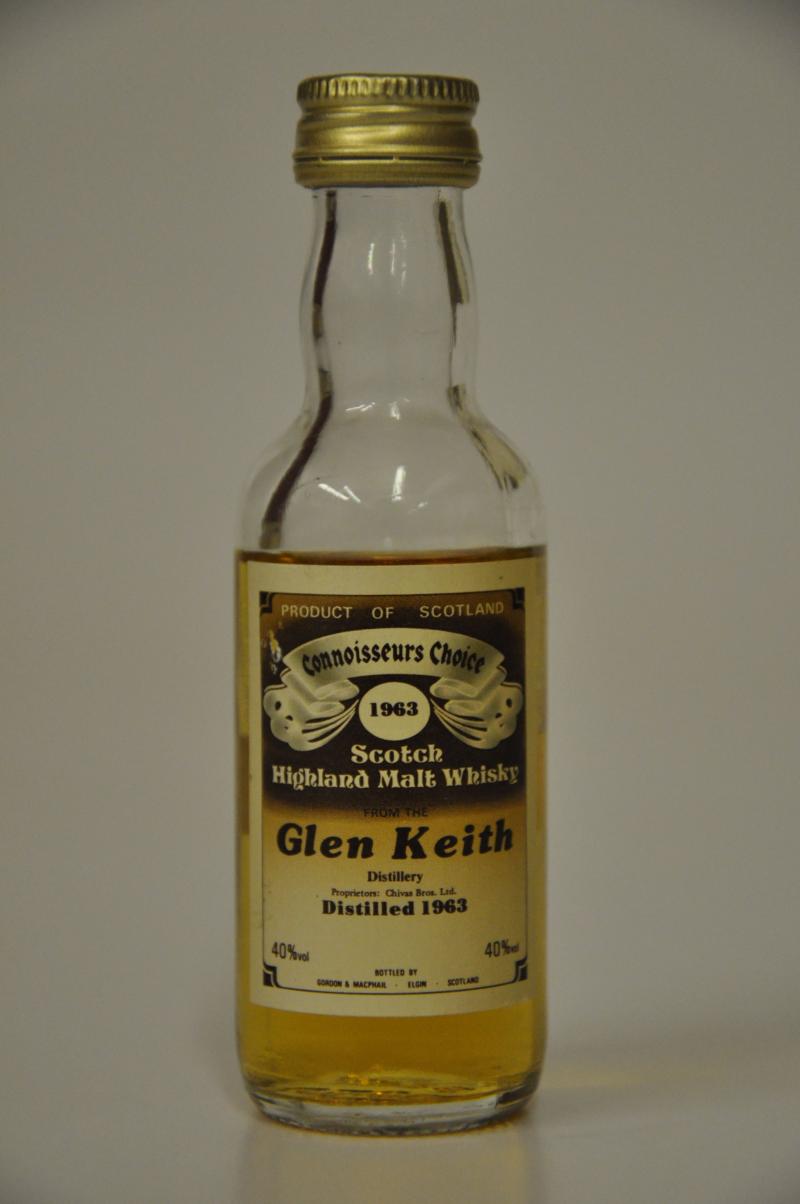 PRODUCT OF SCOTLAND
Connoisseurs Choice
1963
Scotch
Highland Malt Whisky
FROM THE
Glen Keith
Distillery
Proprietors: Chivas Bros. Ltd.
Distilled 1963
40%vol 40%vol
BOTTLED BY
GORDON & MACPHAIL · ELGIN · SCOTLAND